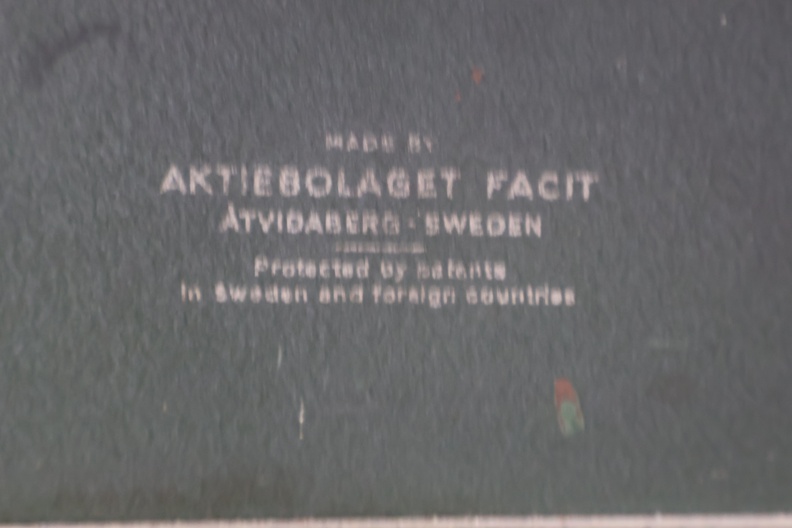 MADE BY
AKTIEBOLAGET FACIT
ÅTVIDABERG - SWEDEN
Protected by patents
in Sweden and foreign countries